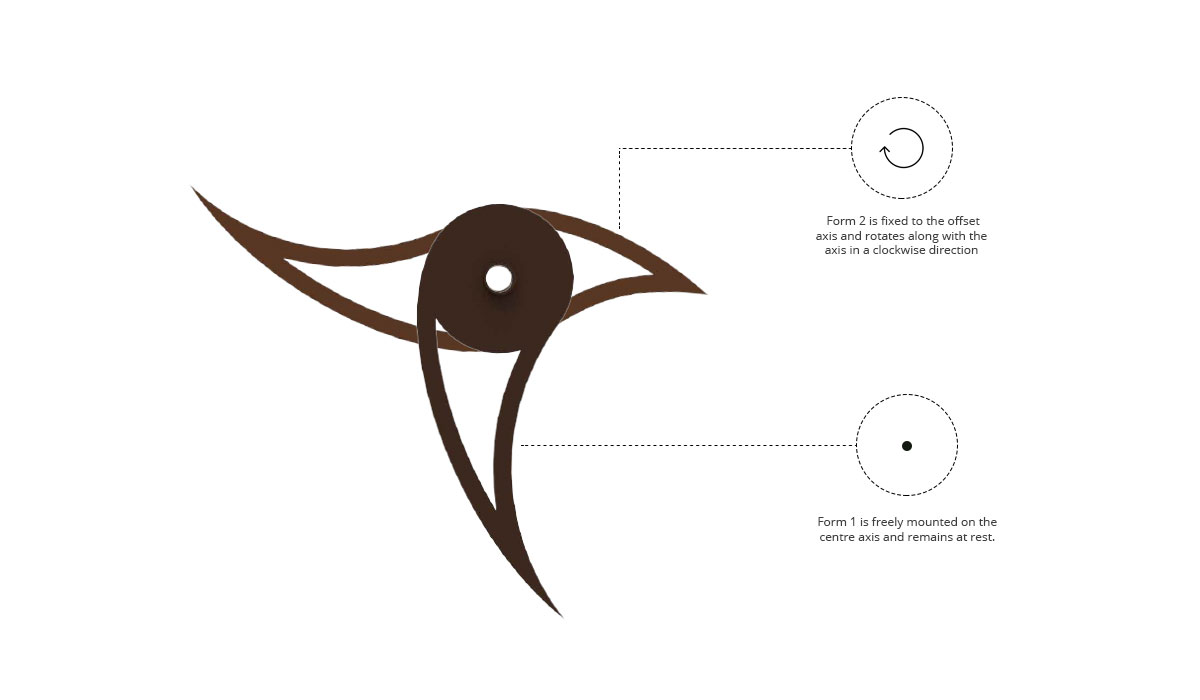 Form 2 is fixed to the offset
axis and rotates along with the
axis in a clockwise direction
Form 1 is freely mounted on the
centre axis and remains at rest.